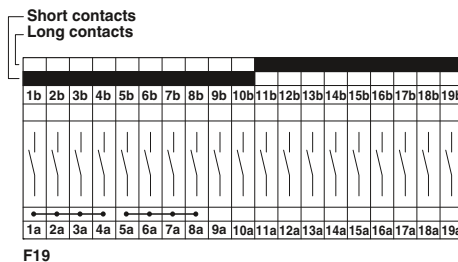 Short contacts
Long contacts
1b 2b 3b 4b 5b 6b 7b 8b 9b 10b 11b 12b 13b 14b 15b 16b 17b 18b 19b
1a 2a 3a 4a 5a 6a 7a 8a 9a 10a 11a 12a 13a 14a 15a 16a 17a 18a 19a
F19